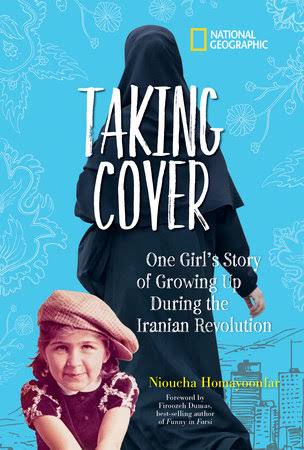 NATIONAL
GEOGRAPHIC
TAKING
COVER
One Girl's Story
of Growing Up
During the
Iranian Revolution
Nioucha Homayoonfar
Foreword by
Firoozeh Dumas,
best-selling author
of Funny in Farsi